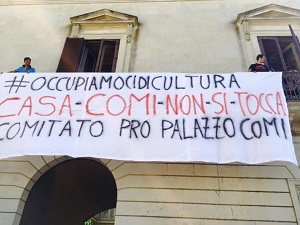 #OCCUPIAMOCIDICULTURA
CASA-COMI-NON-SI-TOCCA
COMITATO PRO PALAZZO COMI